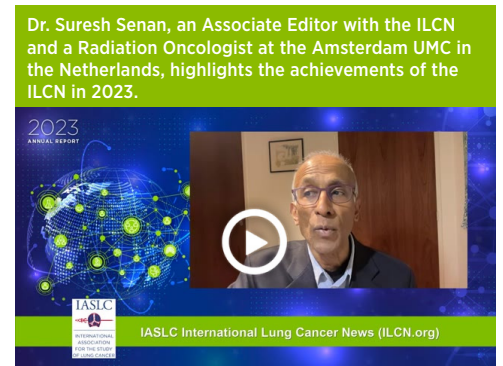 Dr. Suresh Senan, an Associate Editor with the ILCN
and a Radiation Oncologist at the Amsterdam UMC in
the Netherlands, highlights the achievements of the
ILCN in 2023.
2023
ANNUAL REPORT
IASLC
INTERNATIONAL
ASSOCIATION
FOR THE STUDY
OF LUNG CANCER
IASLC International Lung Cancer News (ILCN.org)